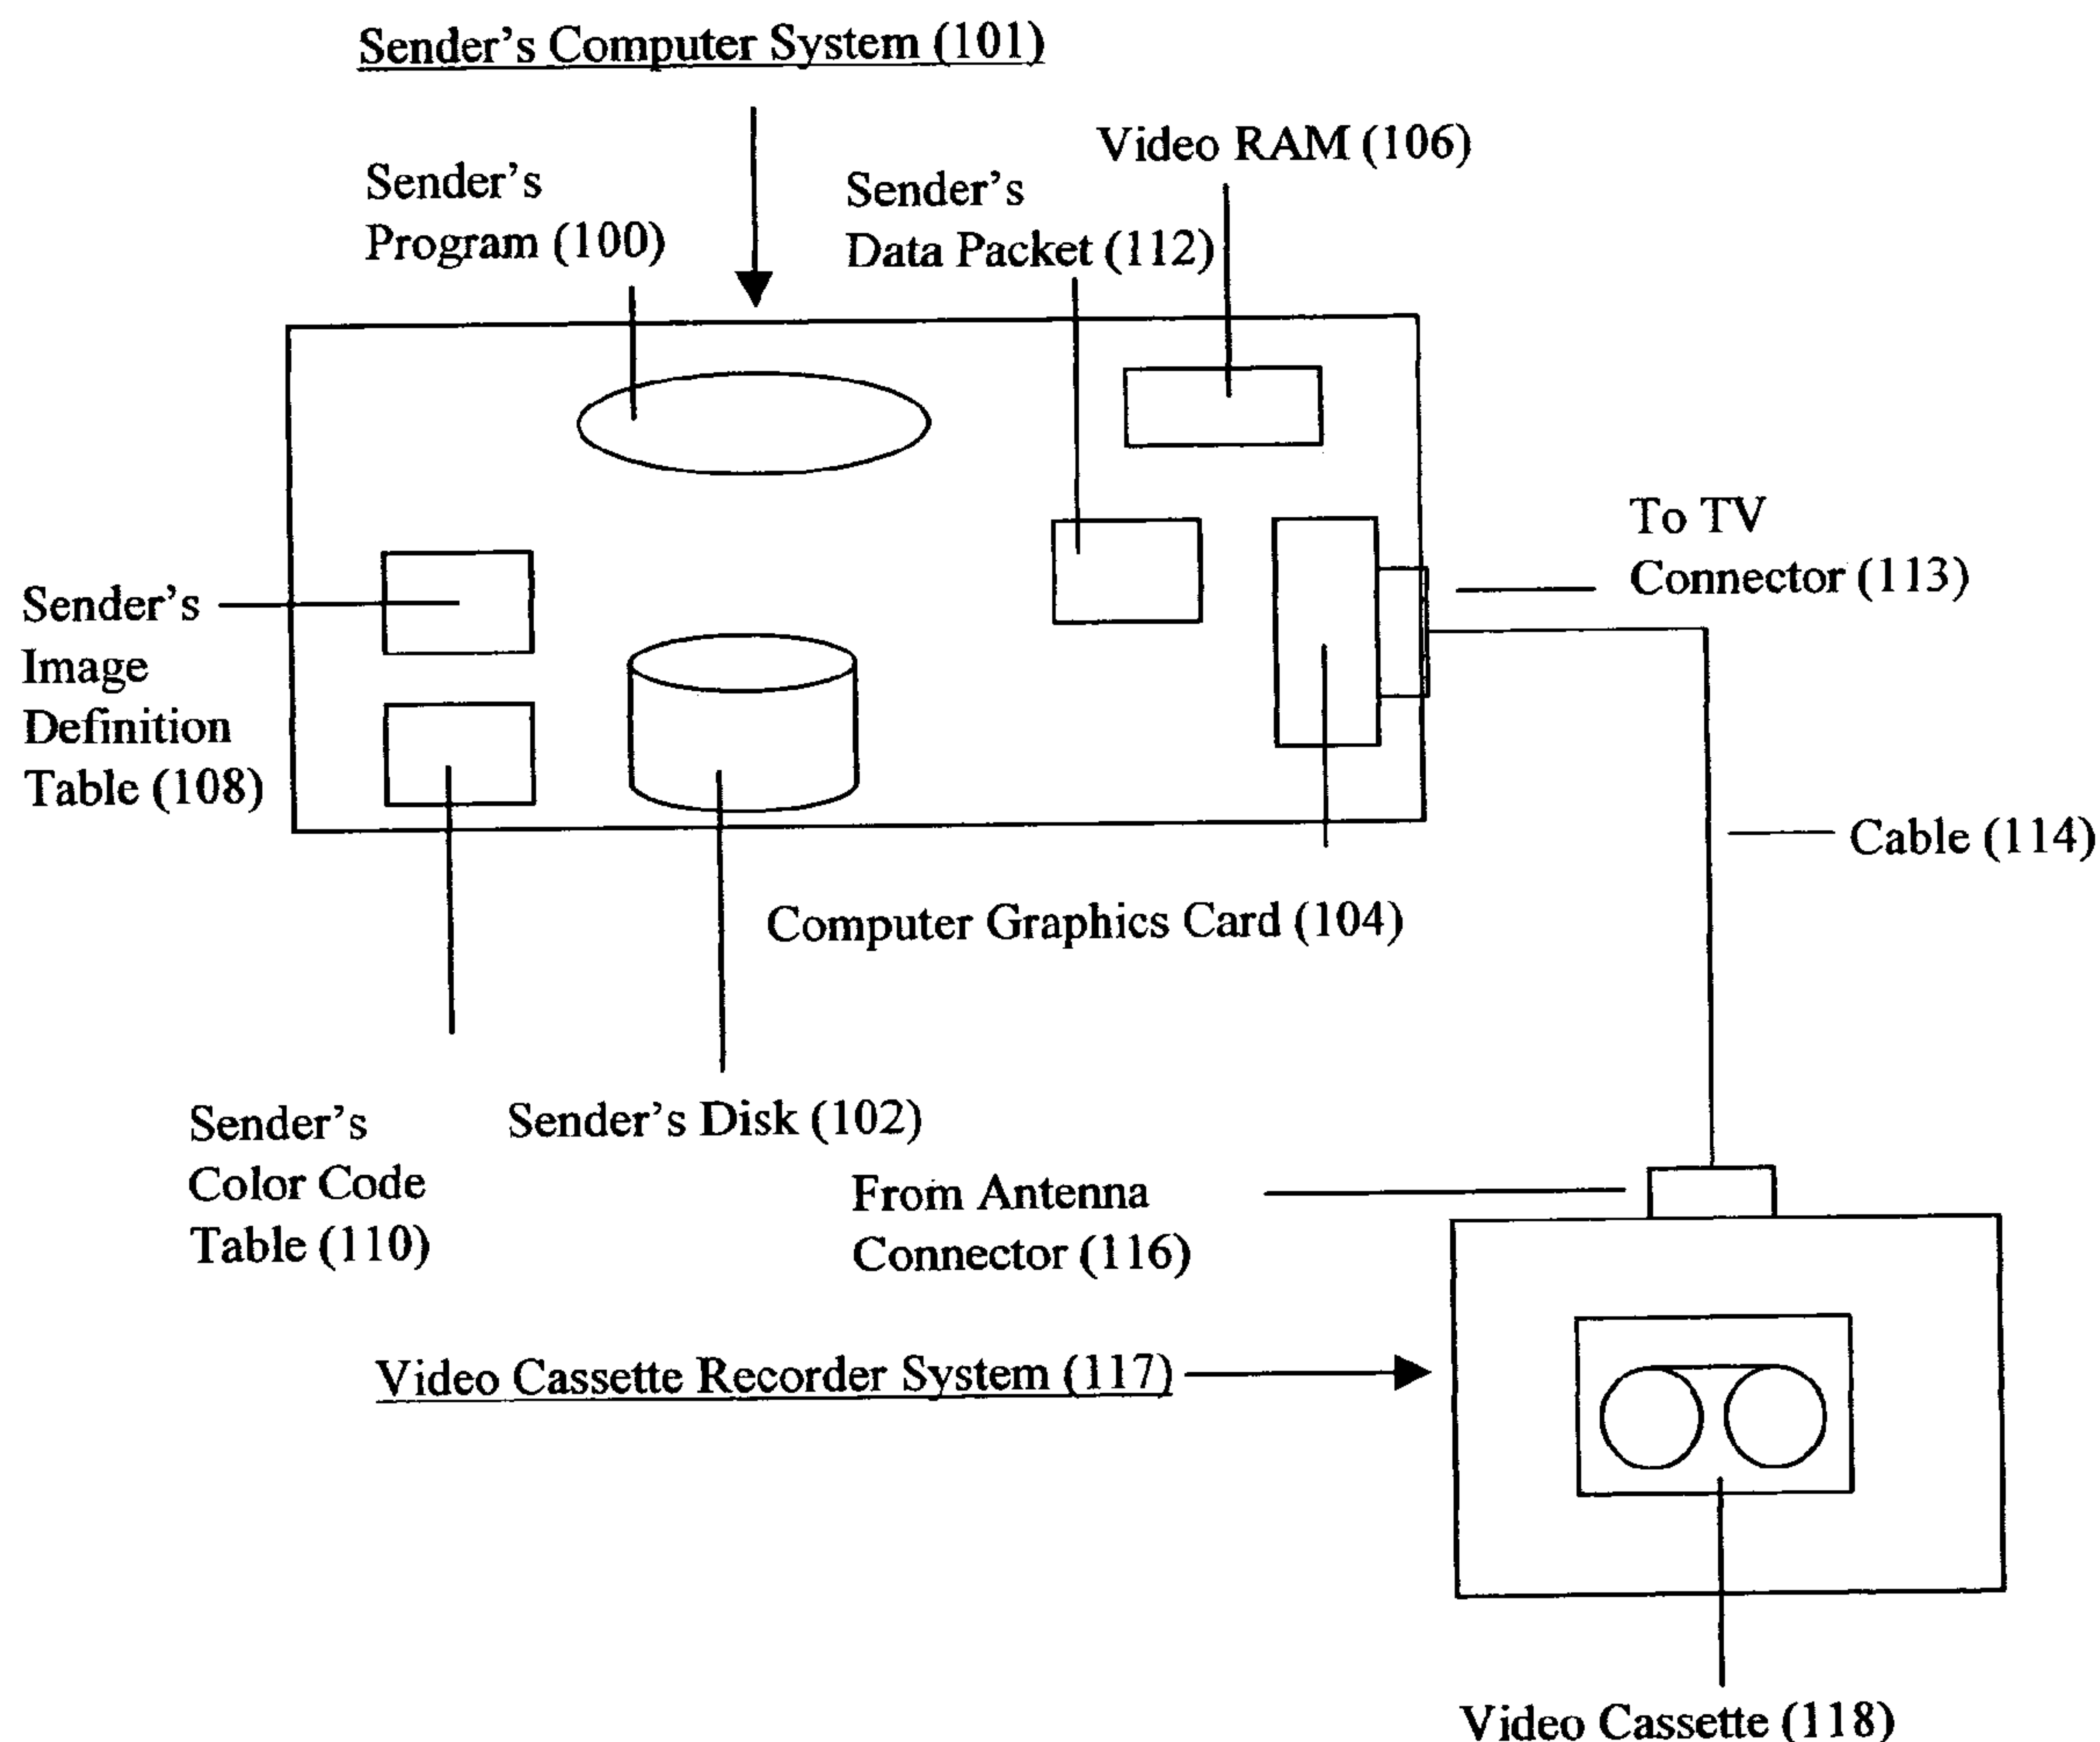 Sender's Computer System (101)
Video RAM (106)
Sender's
Program (100)
Sender's
Data Packet (112)
To TV
Connector (113)
Sender's
Image
Definition
Table (108)
Cable (114)
Computer Graphics Card (104)
Sender's
Color Code
Table (110)
Sender's Disk (102)
From Antenna
Connector (116)
Video Cassette Recorder System (117)
Video Cassette (118)